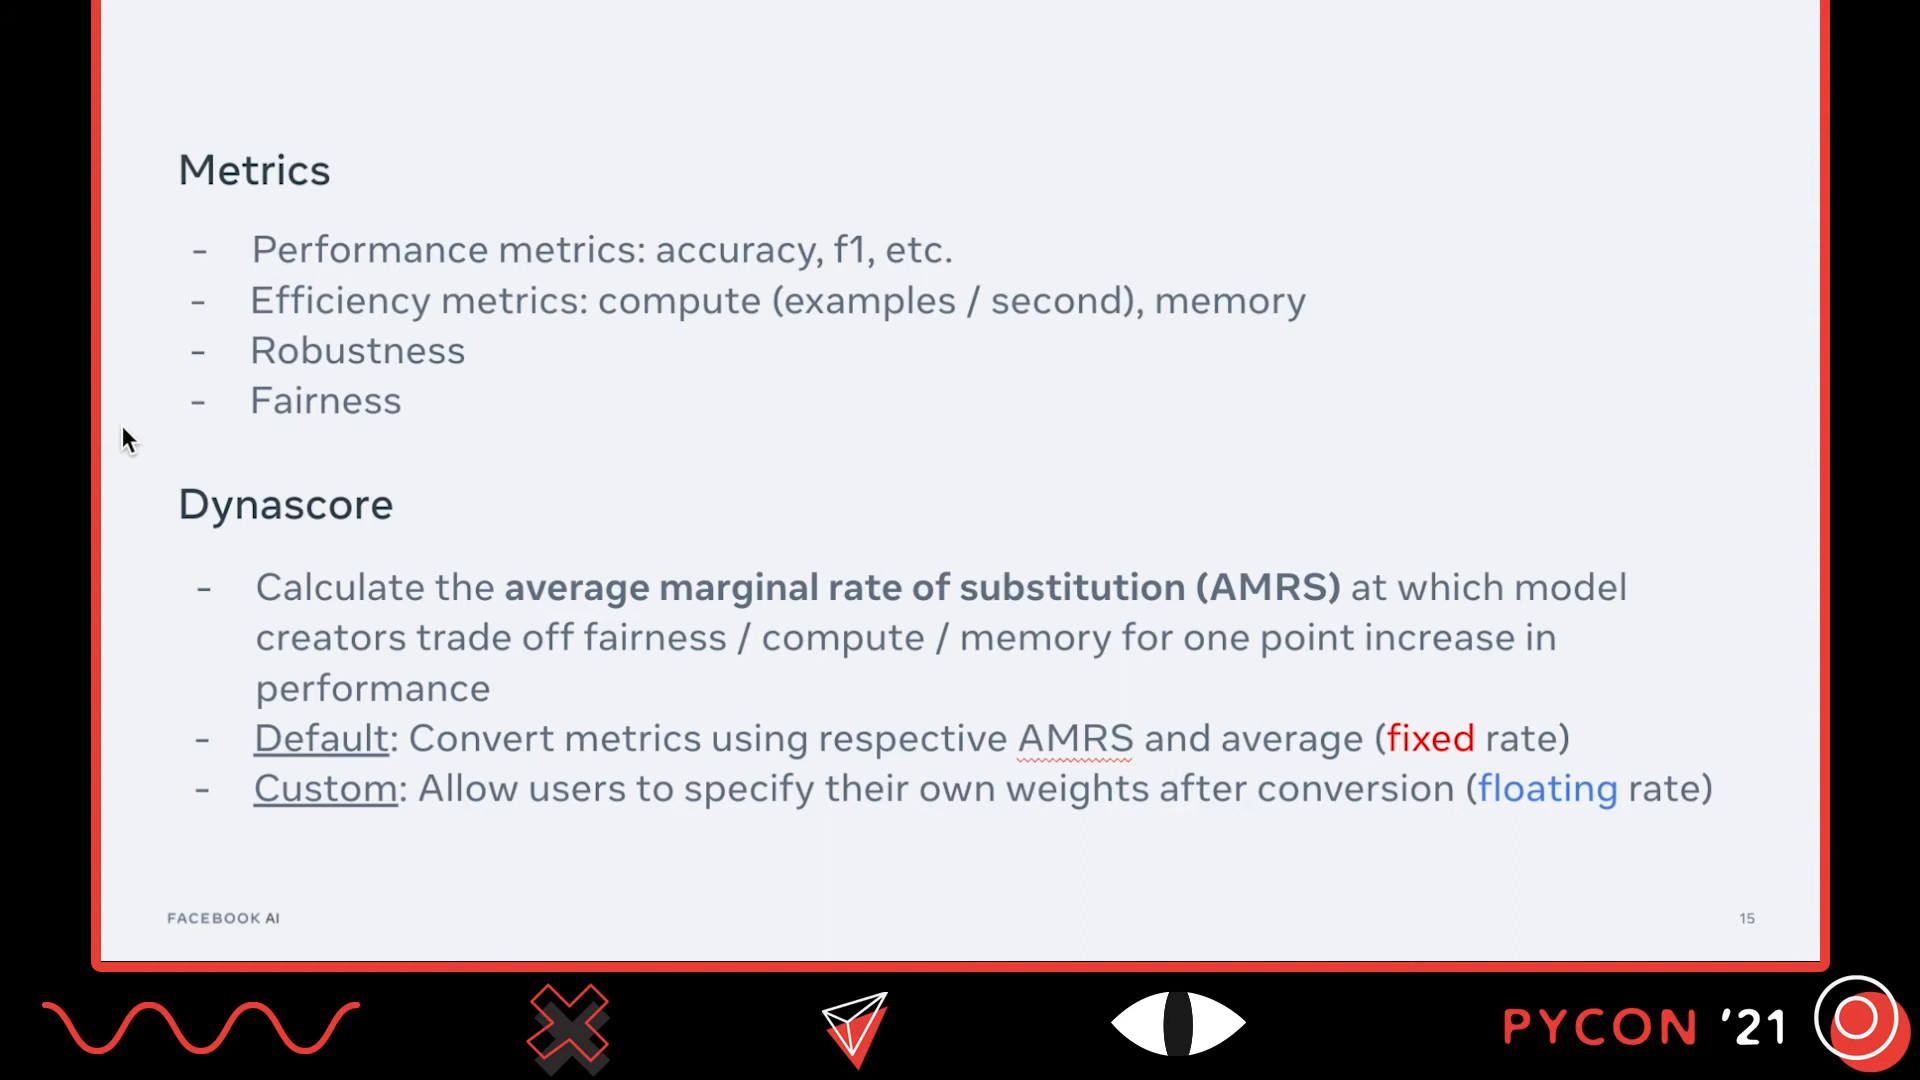 Metrics
- Performance metrics: accuracy, f1, etc.
- Efficiency metrics: compute (examples / second), memory
- Robustness
- Fairness
Dynascore
- Calculate the average marginal rate of substitution (AMRS) at which model
creators trade off fairness / compute / memory for one point increase in
performance
- Default: Convert metrics using respective AMRS and average (fixed rate)
- Custom: Allow users to specify their own weights after conversion (floating rate)
FACEBOOK AI
15
PYCON '21